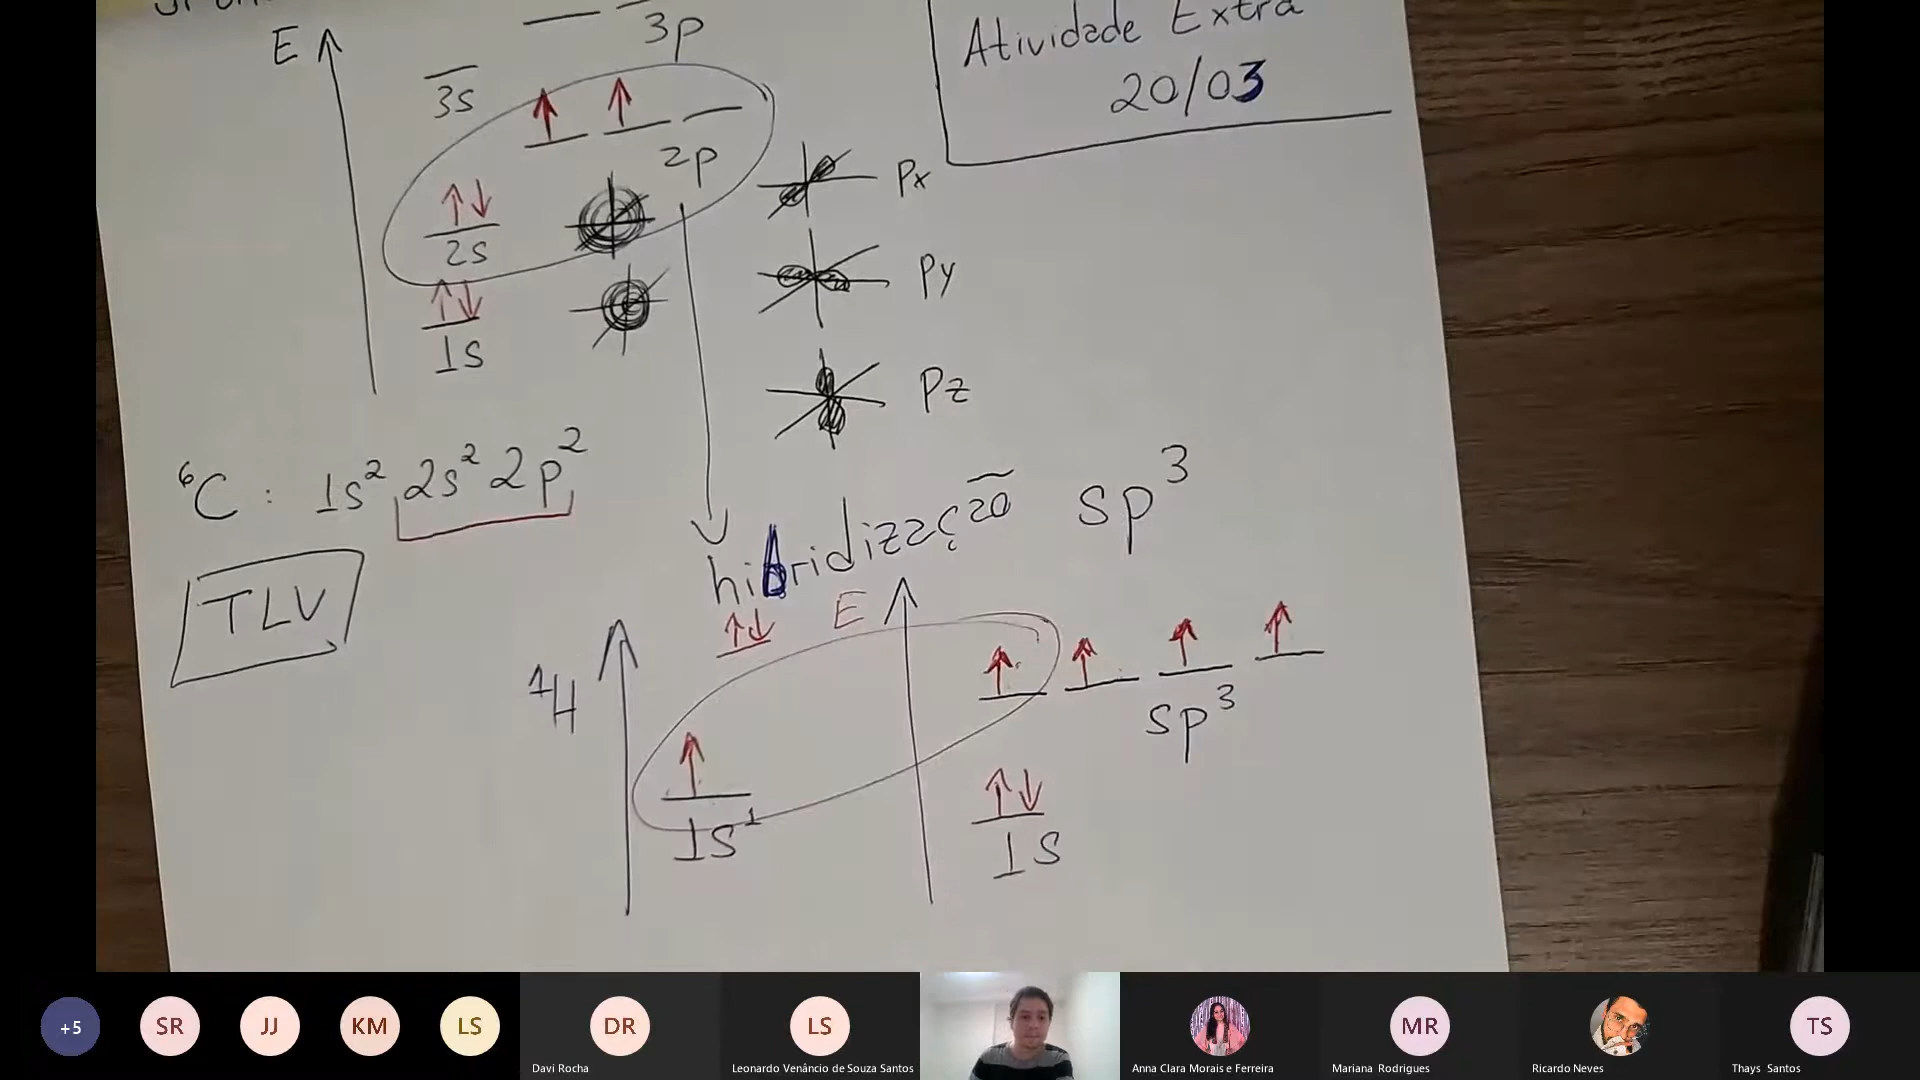 E
3p
3s
2p
2s
1s
Px
Py
Pz
Atividade Extra
20/03
⁶C : 1s² 2s² 2p²
TLV
hibridização sp³
E
¹H
1s¹
sp³
1s
+5
SR
JJ
KM
LS
DR
Davi Rocha
LS
Leonardo Venâncio de Souza Santos
Anna Clara Morais e Ferreira
MR
Mariana Rodrigues
Ricardo Neves
TS
Thays Santos